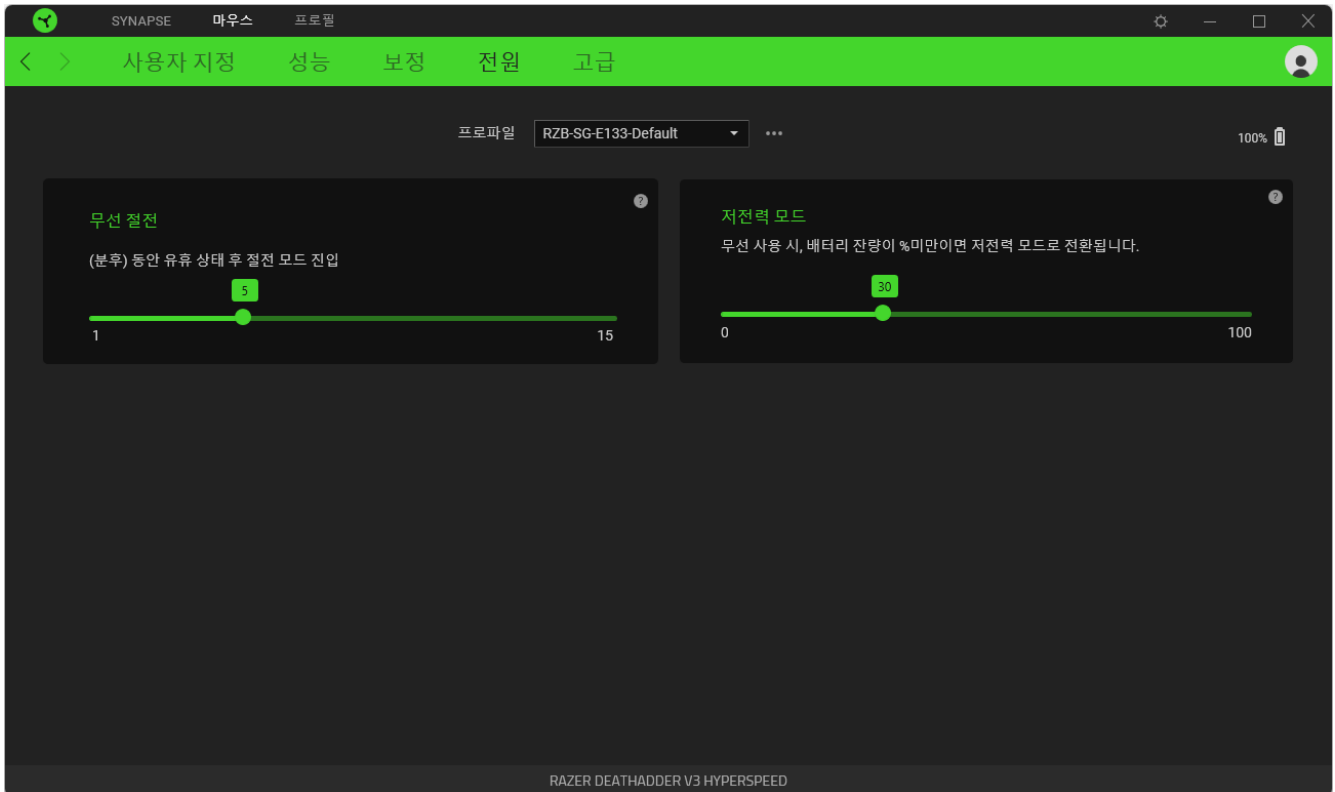 SYNAPSE 마우스 프로필
사용자 지정 성능 보정 전원 고급
프로파일 RZB-SG-E133-Default
100%
무선 절전
(분후) 동안 유휴 상태 후 절전 모드 진입
5
1 15
저전력 모드
무선 사용 시, 배터리 잔량이 %미만이면 저전력 모드로 전환됩니다.
30
0 100
RAZER DEATHADDER V3 HYPERSPEED